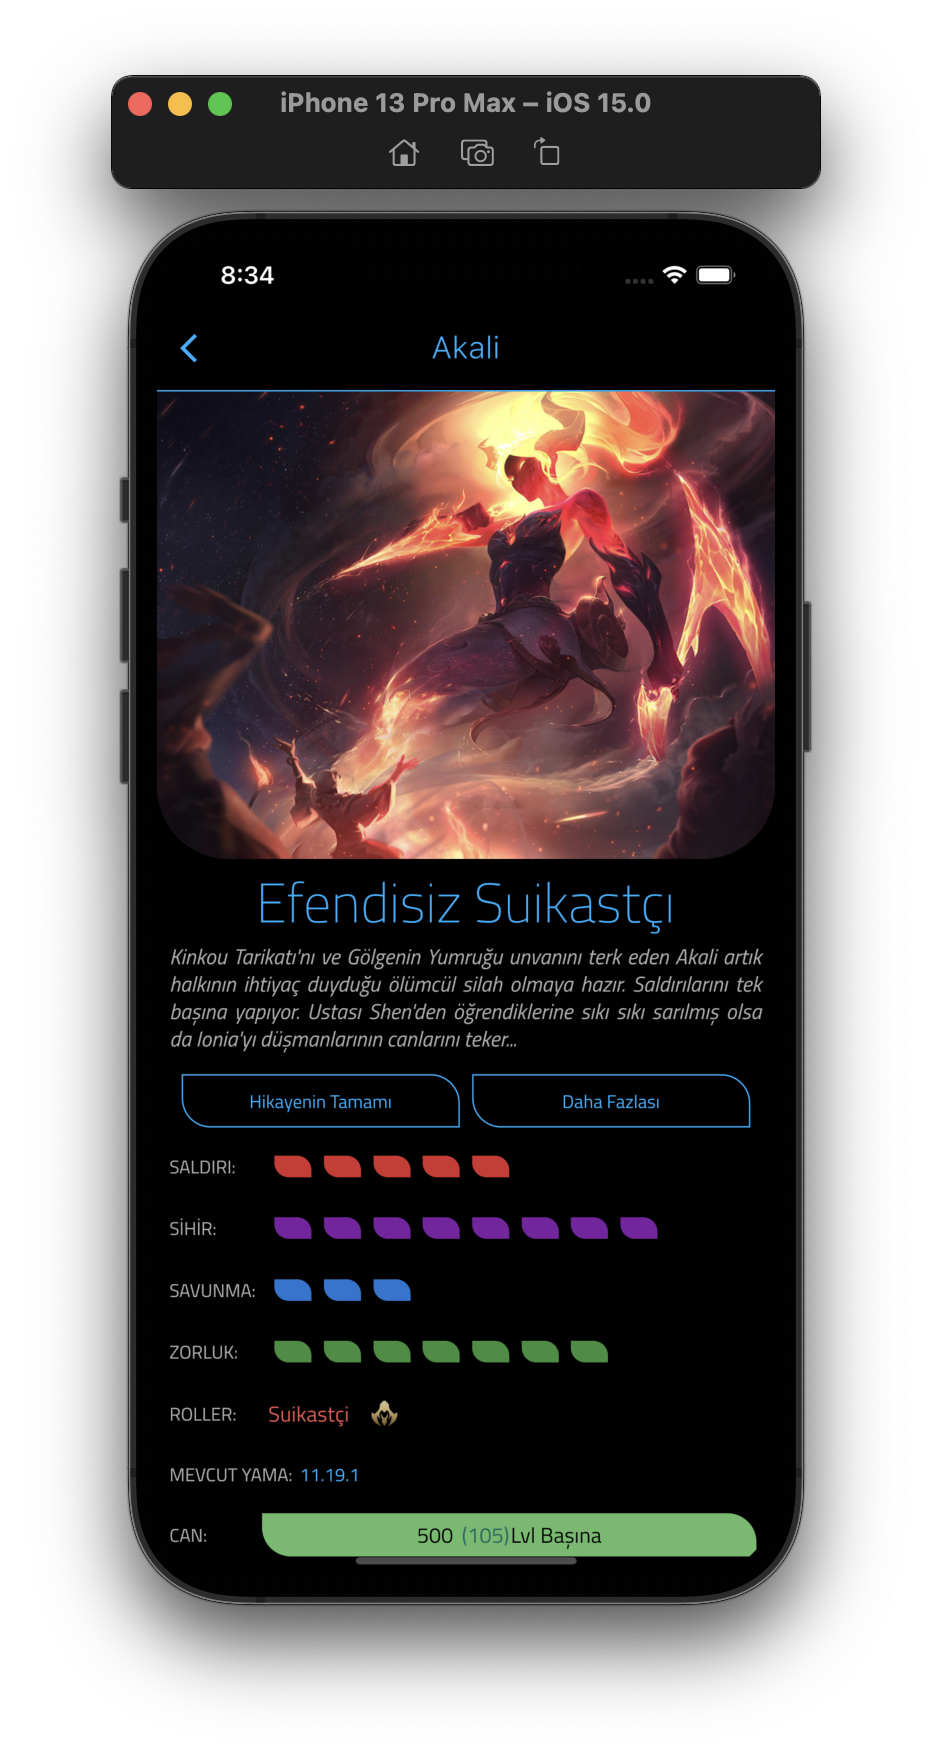 iPhone 13 Pro Max – iOS 15.0
8:34
Akali
Efendisiz Suikastçı
Kinkou Tarikatı'nı ve Gölgenin Yumruğu unvanını terk eden Akali artık
halkının ihtiyaç duyduğu ölümcül silah olmaya hazır. Saldırılarını tek
başına yapıyor. Ustası Shen'den öğrendiklerine sıkı sıkı sarılmış olsa
da Ionia'yı düşmanlarının canlarını teker...
Hikayenin Tamamı
Daha Fazlası
SALDIRI:
SİHİR:
SAVUNMA:
ZORLUK:
ROLLER: Suikastçi
MEVCUT YAMA: 11.19.1
CAN: 500 (105)Lvl Başına